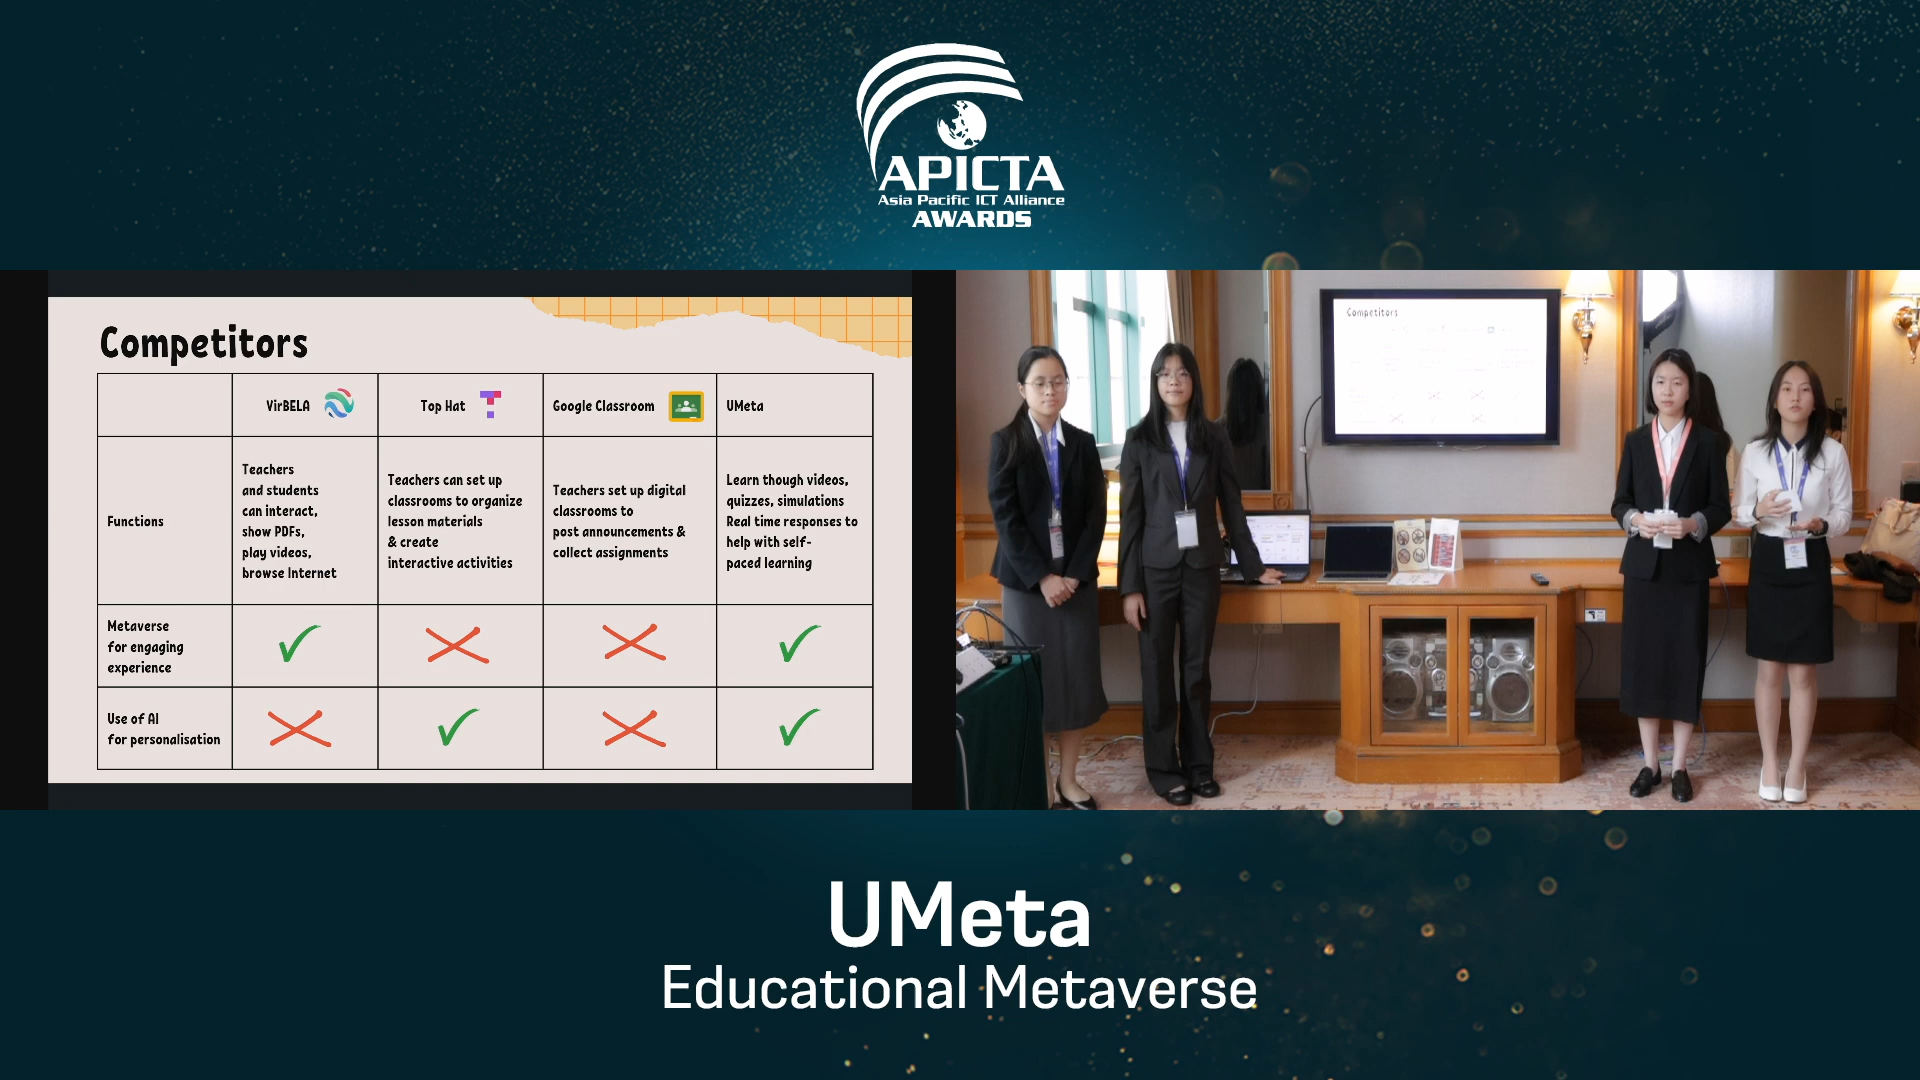 APICTA
Asia Pacific ICT Alliance
AWARDS
Competitors
VirBELA
Top Hat
Google Classroom
UMeta
Functions
Teachers
and students
can interact,
show PDFs,
play videos,
browse Internet
Teachers can set up
classrooms to organize
lesson materials
& create
interactive activities
Teachers set up digital
classrooms to
post announcements &
collect assignments
Learn though videos,
quizzes, simulations
Real time responses to
help with self-
paced learning
Metaverse
for engaging
experience
Use of AI
for personalisation
Competitors
UMeta
Educational Metaverse